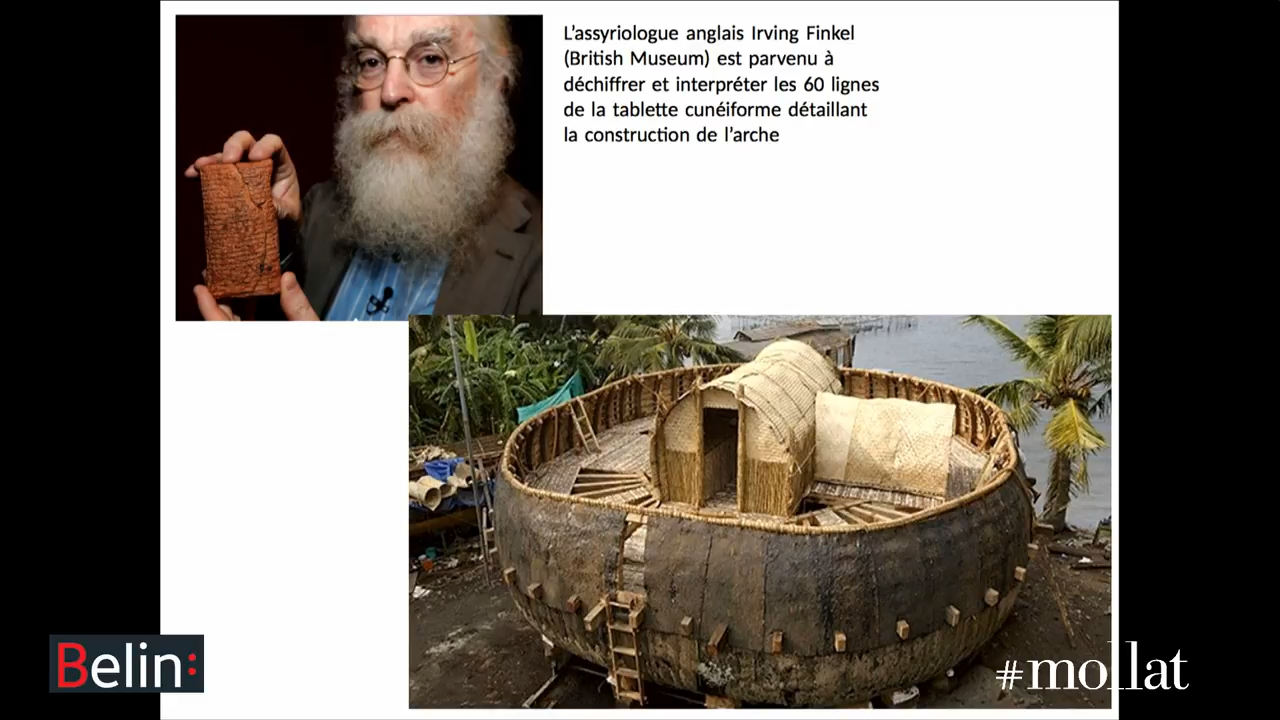 L'assyriologue anglais Irving Finkel
(British Museum) est parvenu à
déchiffrer et interpréter les 60 lignes
de la tablette cunéiforme détaillant
la construction de l'arche
Belin:
#mollat